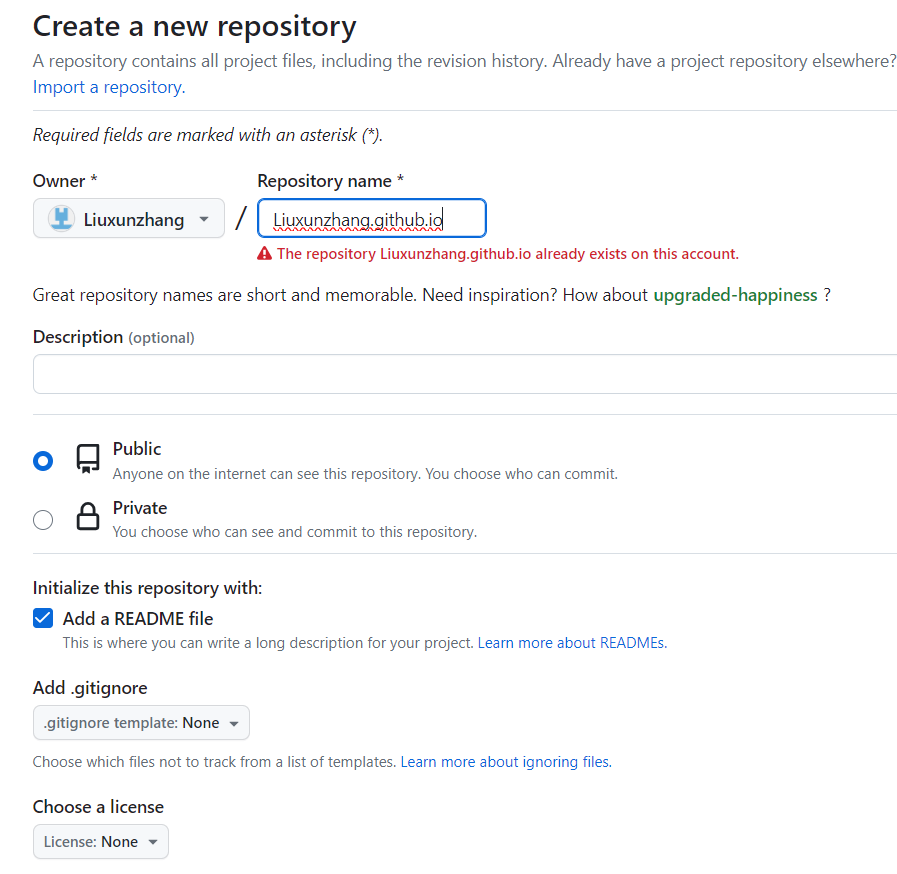 Create a new repository
A repository contains all project files, including the revision history. Already have a project repository elsewhere?
Import a repository.
Required fields are marked with an asterisk (*).
Owner *
Repository name *
Liuxunzhang
/
Liuxunzhang.github.io
The repository Liuxunzhang.github.io already exists on this account.
Great repository names are short and memorable. Need inspiration? How about upgraded-happiness ?
Description (optional)
Public
Anyone on the internet can see this repository. You choose who can commit.
Private
You choose who can see and commit to this repository.
Initialize this repository with:
Add a README file
This is where you can write a long description for your project. Learn more about READMEs.
Add .gitignore
.gitignore template: None
Choose which files not to track from a list of templates. Learn more about ignoring files.
Choose a license
License: None